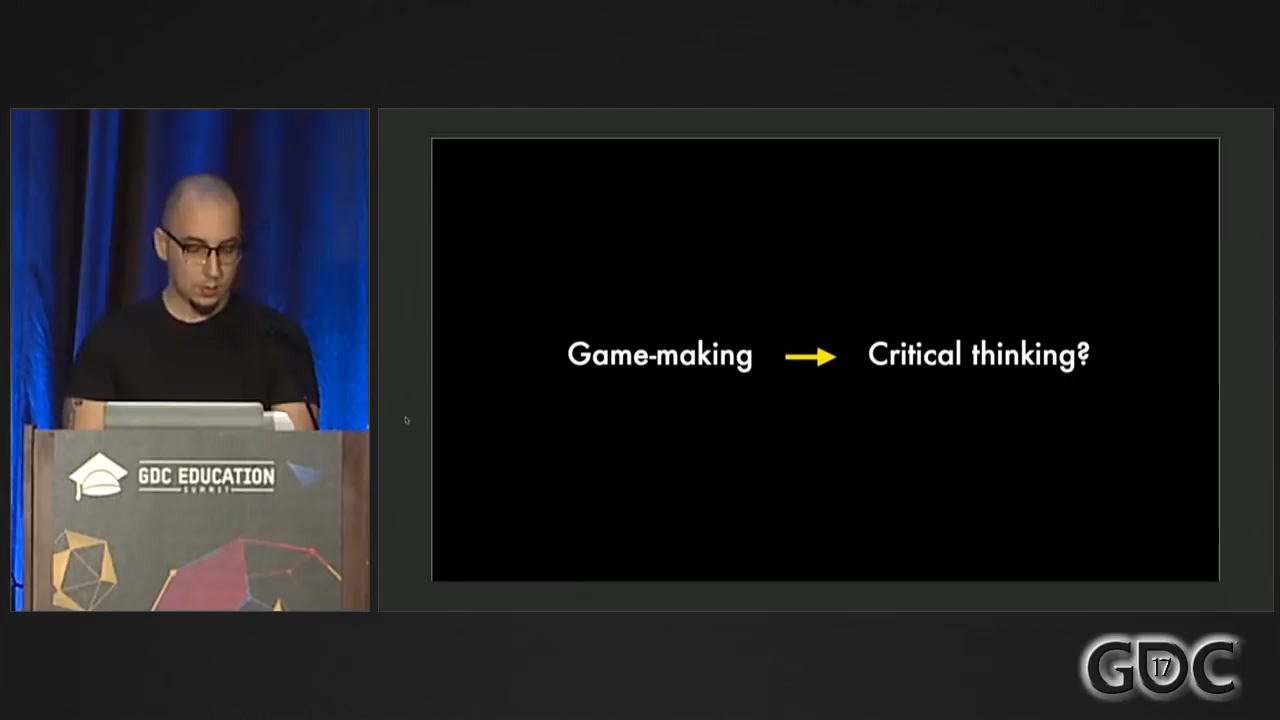 Game-making → Critical thinking?
GDC EDUCATION
SUMMIT
GDC
17